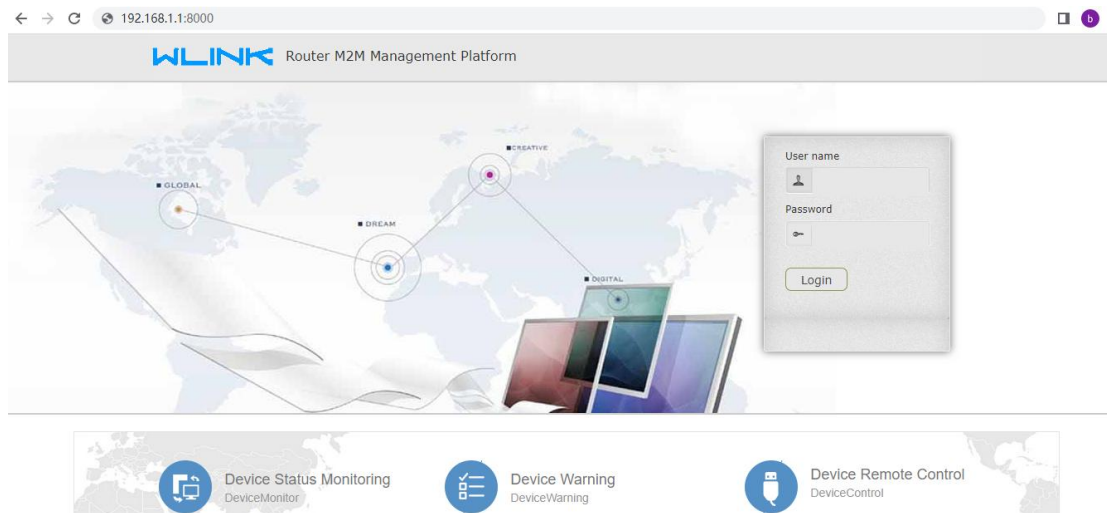 192.168.1.1:8000
b
WLINK Router M2M Management Platform
■CREATIVE
■ GLOBAL
■ DREAM
■ DIGITAL
User name
Password
Login
Device Status Monitoring
DeviceMonitor
Device Warning
DeviceWarning
Device Remote Control
DeviceControl